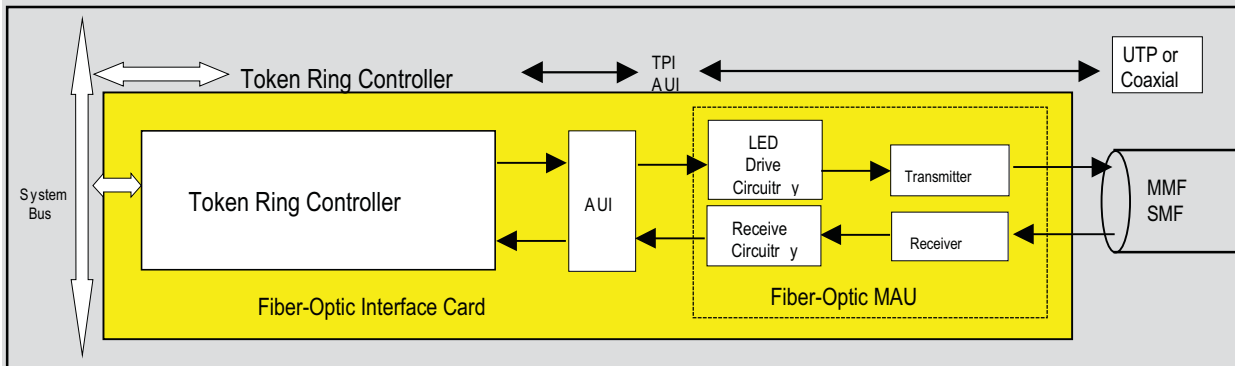 Token Ring Controller
TPI
AUI
UTP or
Coaxial
System
Bus
Token Ring Controller
AUI
LED
Drive
Circuitr y
Transmitter
Receive
Circuitr y
Receiver
MMF
SMF
Fiber-Optic Interface Card
Fiber-Optic MAU